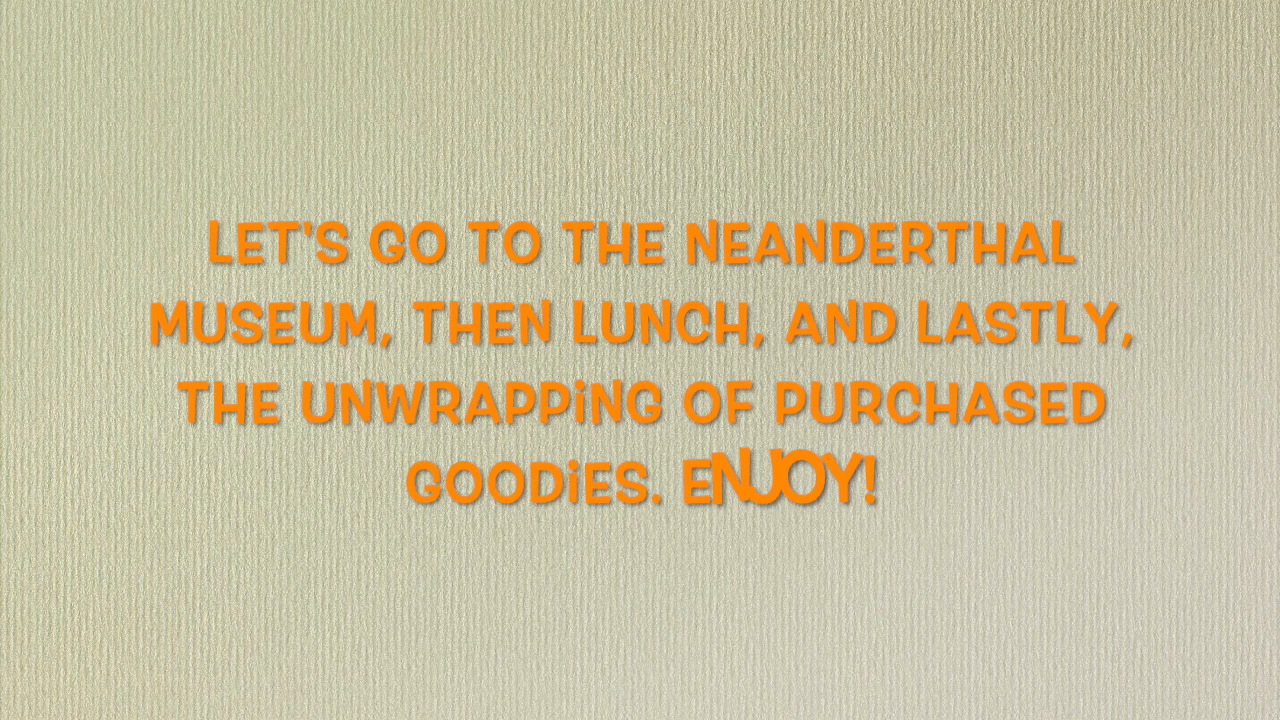 LET'S GO TO THE NEANDERTHAL
MUSEUM, THEN LUNCH, AND LASTLY,
THE UNWRAPPiNG OF PURCHASED
GOODiES. ENJOY!